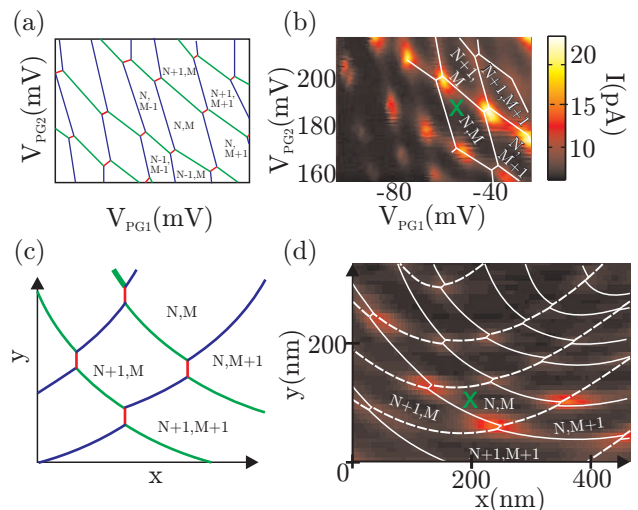 (a)
V_PG2(mV)
N+1,M
N,
M-1
N+1,
M+1
N,M
N,
M+1
N-1,
M-1
N-1,M
V_PG1(mV)
(b)
V_PG2(mV)
200
180
160
N+1,
M
N+1,M+1
N,M
N,
M+1
X
-80
-40
V_PG1(mV)
20
15
10
I(pA)
(c)
y
N,M
N+1,M
N,M+1
N+1,M+1
x
(d)
y(nm)
200
0
N+1,M
X
N,M
N,M+1
N+1,M+1
0
200
400
x(nm)